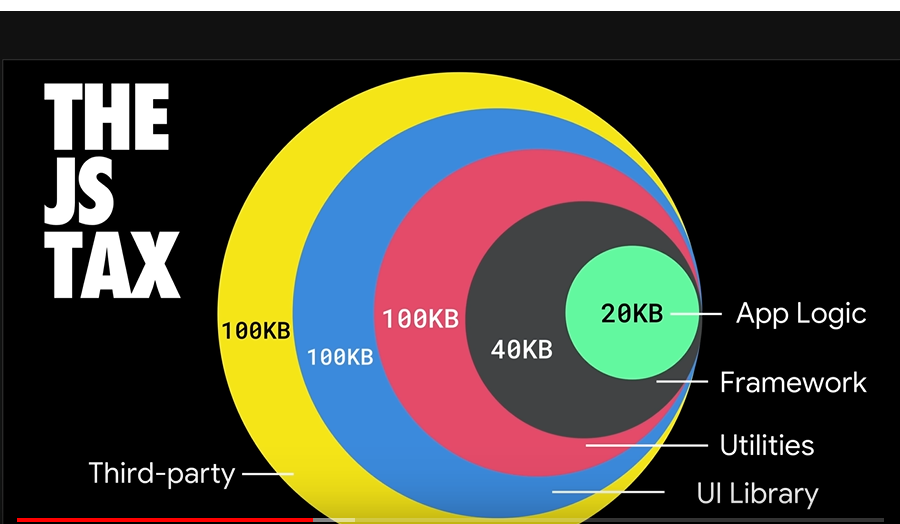 THE
JS
TAX
100KB
100KB
100KB
40KB
20KB
App Logic
Framework
Utilities
UI Library
Third-party